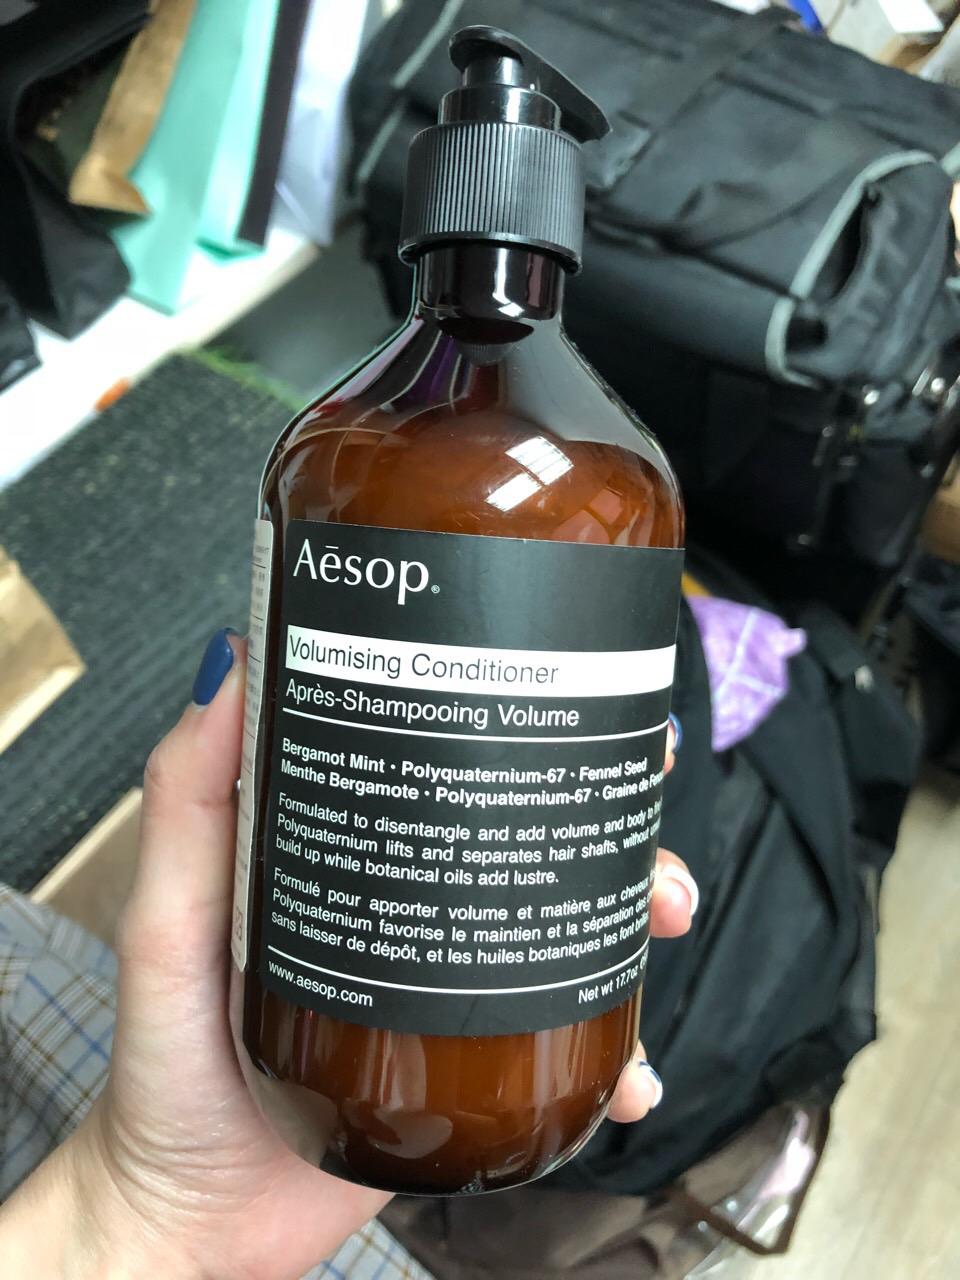 Aēsop®
Volumising Conditioner
Après-Shampooing Volume
Bergamot Mint · Polyquaternium-67 · Fennel Seed
Menthe Bergamote · Polyquaternium-67 · Graine de
Formulated to disentangle and add volume and body to
Polyquaternium lifts and separates hair shafts, without
build up while botanical oils add lustre.
Formulé pour apporter volume et matière aux cheveux
Polyquaternium favorise le maintien et la séparation des
sans laisser de dépôt, et les huiles botaniques les font
www.aesop.com
Net wt 17.7oz